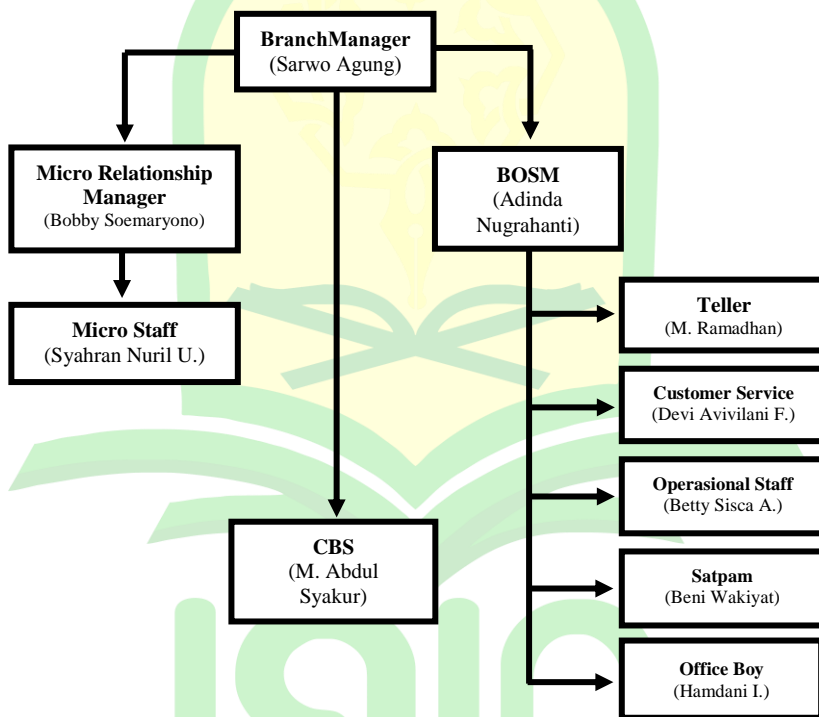 BranchManager
(Sarwo Agung)
Micro Relationship
Manager
(Bobby Soemaryono)
BOSM
(Adinda
Nugrahanti)
Micro Staff
(Syahran Nuril U.)
Teller
(M. Ramadhan)
Customer Service
(Devi Avivilani F.)
Operasional Staff
(Betty Sisca A.)
CBS
(M. Abdul
Syakur)
Satpam
(Beni Wakiyat)
Office Boy
(Hamdani I.)